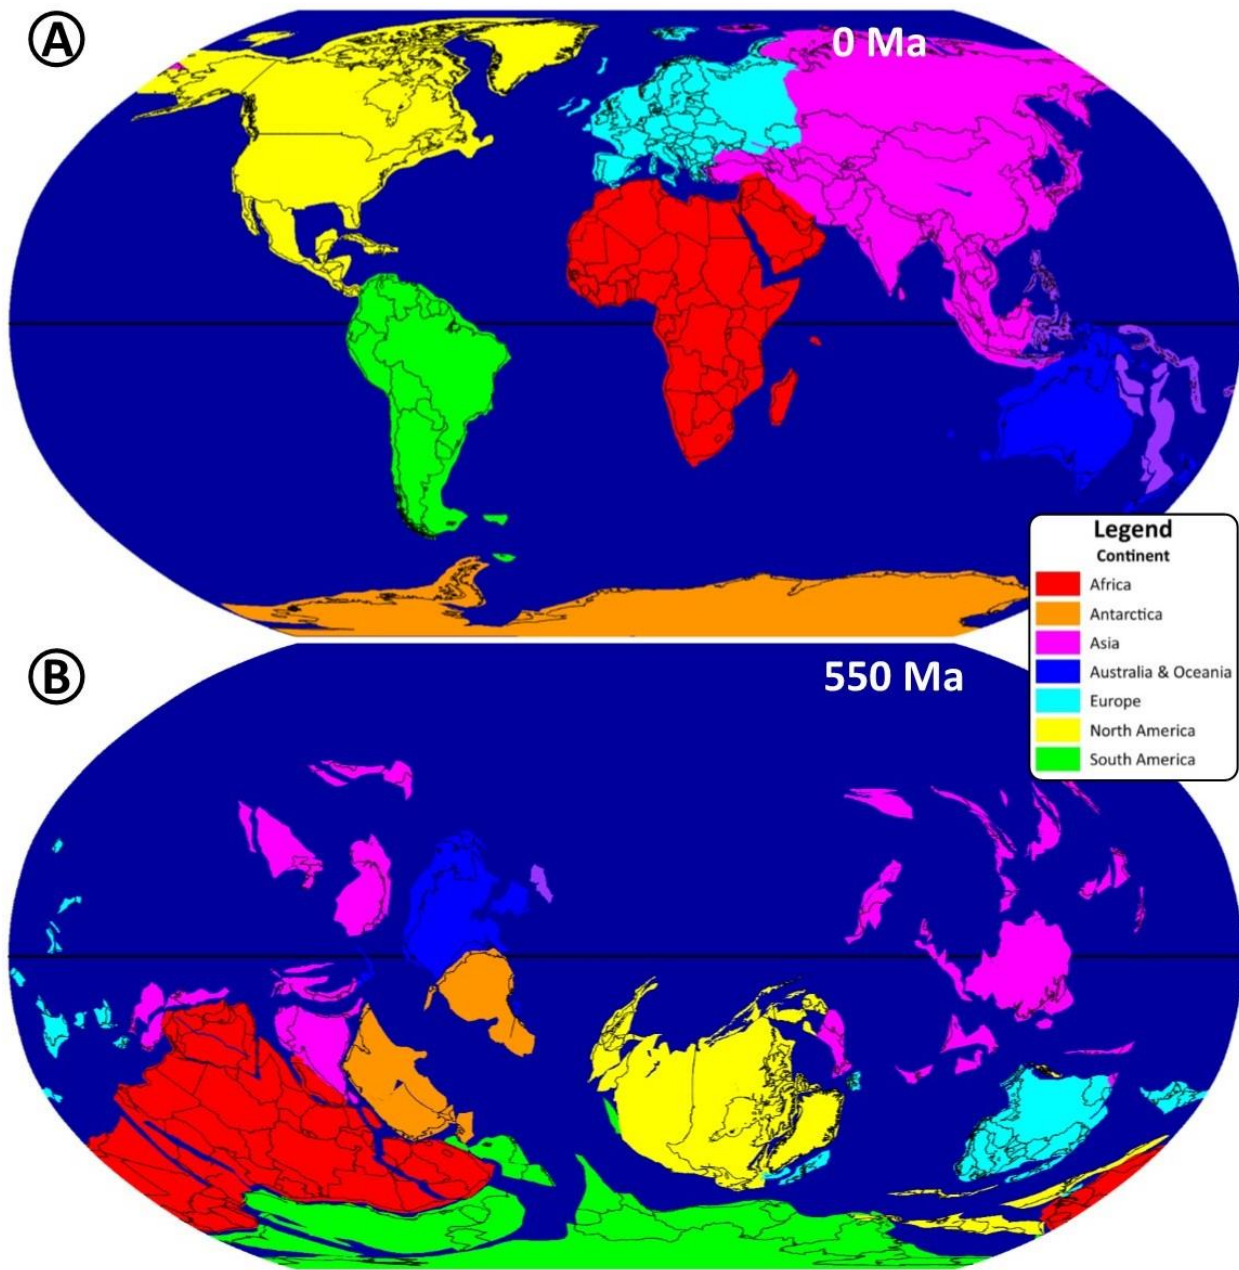 A
0 Ma
Legend
Continent
Africa
Antarctica
Asia
Australia & Oceania
Europe
North America
South America
B
550 Ma